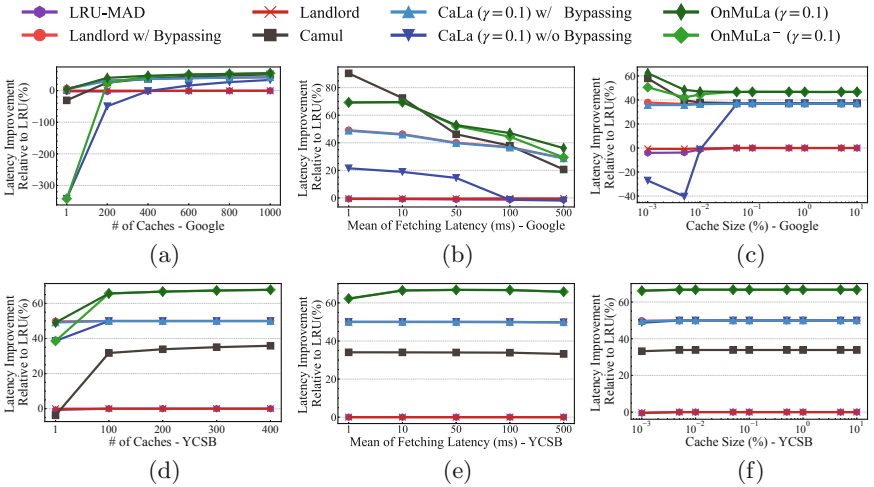 LRU-MAD
Landlord
CaLa (γ = 0.1) w/ Bypassing
OnMuLa (γ = 0.1)
Landlord w/ Bypassing
Camul
CaLa (γ = 0.1) w/o Bypassing
OnMuLa⁻ (γ = 0.1)
Latency Improvement
Relative to LRU(%)
0
−100
−200
−300
1 200 400 600 800 1000
# of Caches - Google
(a)
Latency Improvement
Relative to LRU(%)
80
60
40
20
0
1 10 50 100 500
Mean of Fetching Latency (ms) - Google
(b)
Latency Improvement
Relative to LRU(%)
60
40
20
0
−20
−40
10⁻³ 10⁻² 10⁻¹ 10⁰ 10¹
Cache Size (%) - Google
(c)
Latency Improvement
Relative to LRU(%)
60
40
20
0
1 100 200 300 400
# of Caches - YCSB
(d)
Latency Improvement
Relative to LRU(%)
60
40
20
0
1 10 50 100 500
Mean of Fetching Latency (ms) - YCSB
(e)
Latency Improvement
Relative to LRU(%)
60
40
20
0
10⁻³ 10⁻² 10⁻¹ 10⁰ 10¹
Cache Size (%) - YCSB
(f)